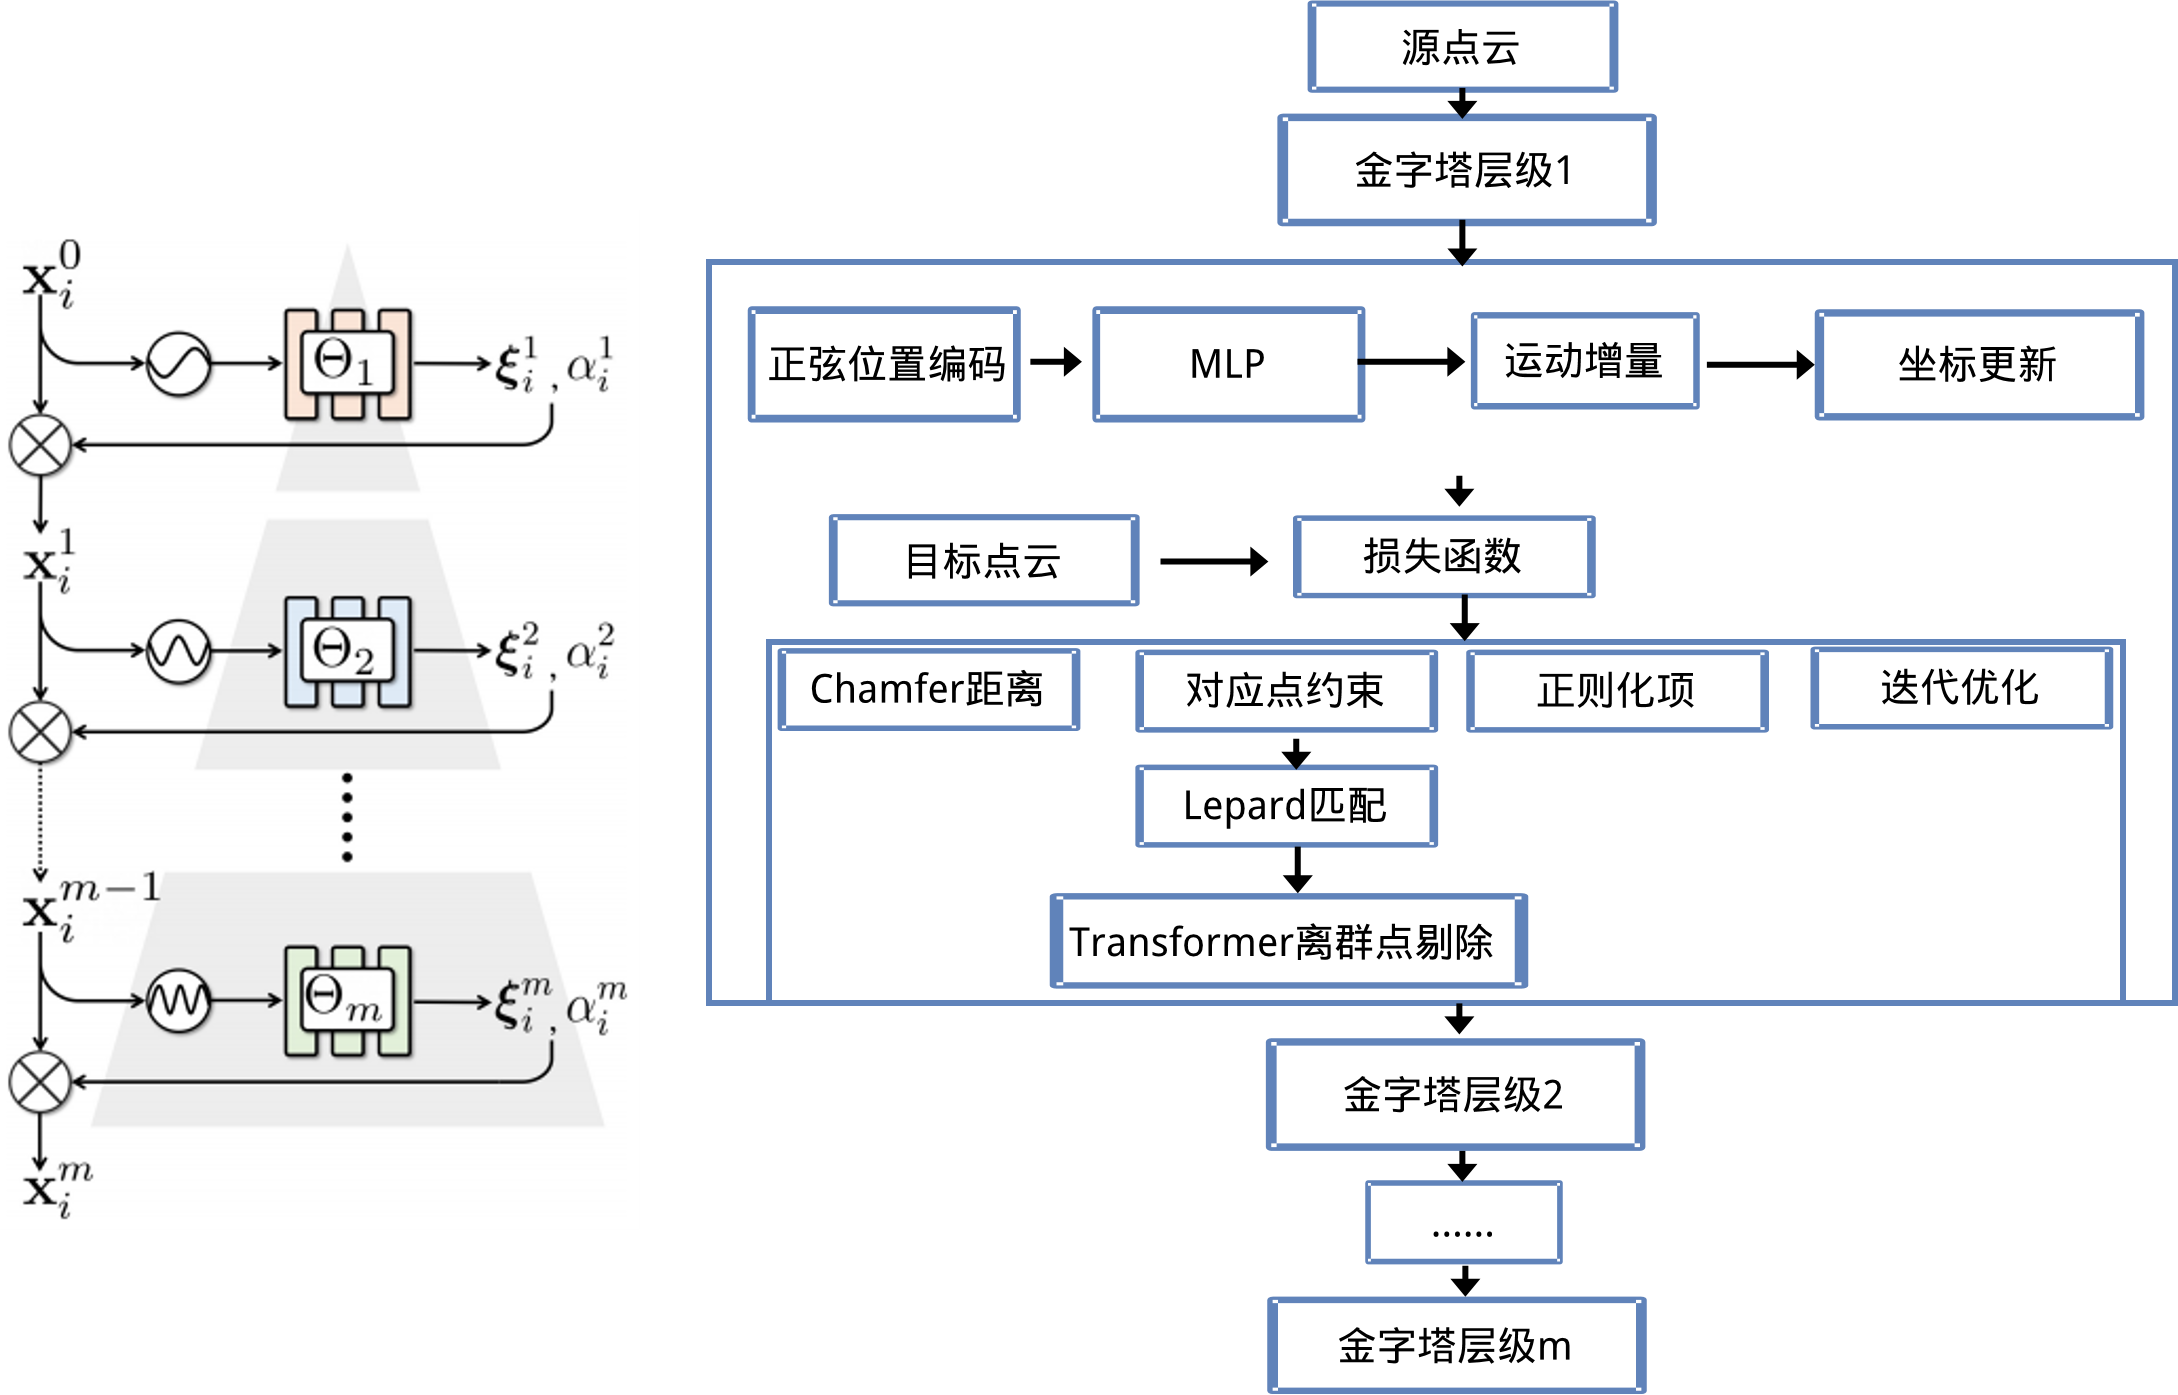 x_i^0
Θ_1
ξ_i^1, α_i^1
x_i^1
Θ_2
ξ_i^2, α_i^2
x_i^{m-1}
Θ_m
ξ_i^m, α_i^m
x_i^m
源点云
金字塔层级1
正弦位置编码
MLP
运动增量
坐标更新
目标点云
损失函数
Chamfer距离
对应点约束
正则化项
迭代优化
Lepard匹配
Transformer离群点剔除
金字塔层级2
......
金字塔层级m